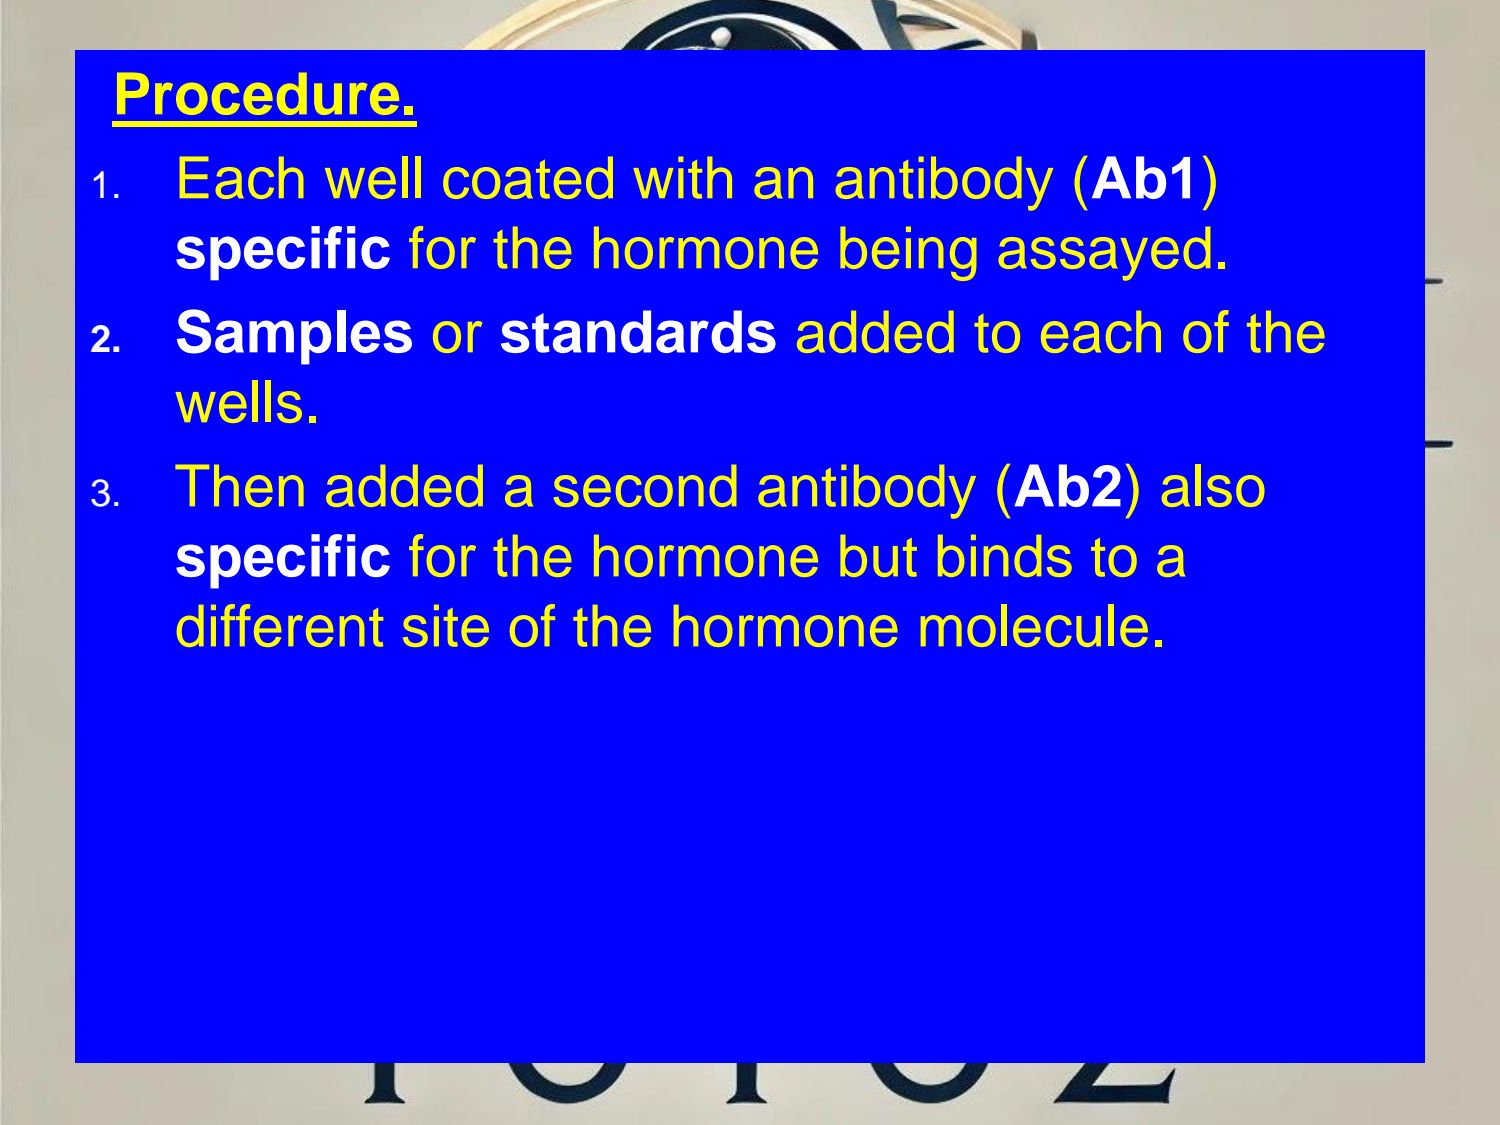 Procedure.
1. Each well coated with an antibody (Ab1)
specific for the hormone being assayed.
2. Samples or standards added to each of the
wells.
3. Then added a second antibody (Ab2) also
specific for the hormone but binds to a
different site of the hormone molecule.